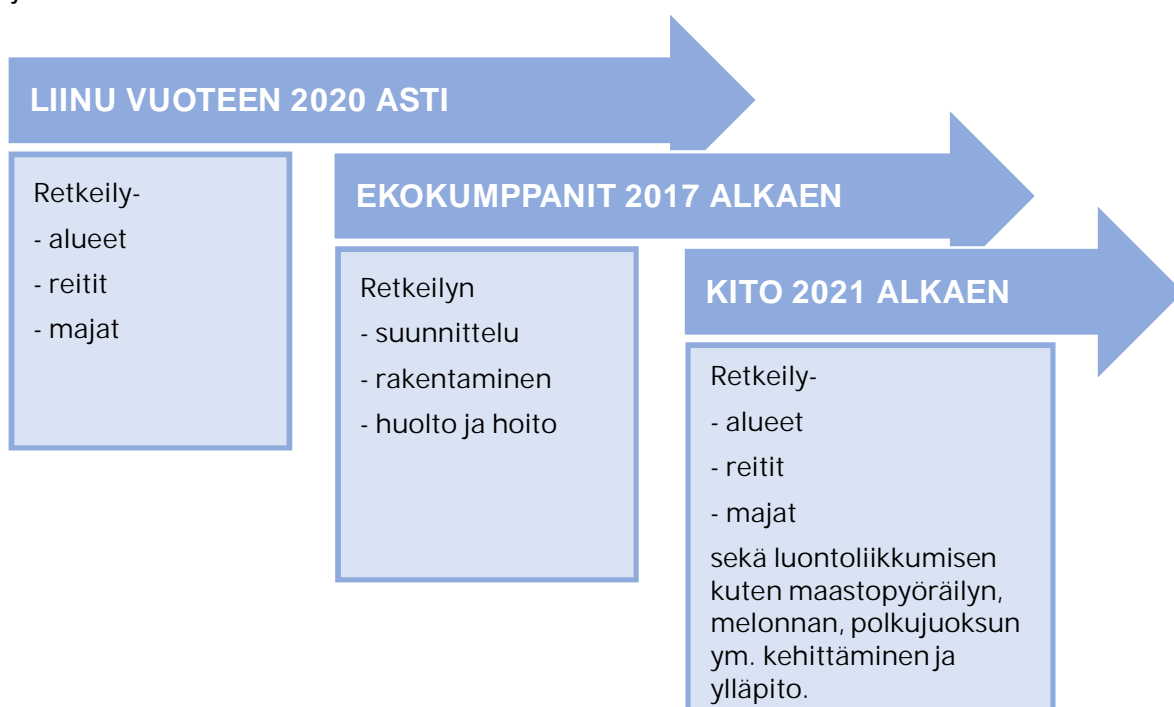 LIINU VUOTEEN 2020 ASTI
Retkeily-
- alueet
- reitit
- majat
EKOKUMPPANIT 2017 ALKAEN
Retkeilyn
- suunnittelu
- rakentaminen
- huolto ja hoito
KITO 2021 ALKAEN
Retkeily-
- alueet
- reitit
- majat
sekä luontoliikkumisen
kuten maastopyöräilyn,
melonnan, polkujuoksun
ym. kehittäminen ja
ylläpito.